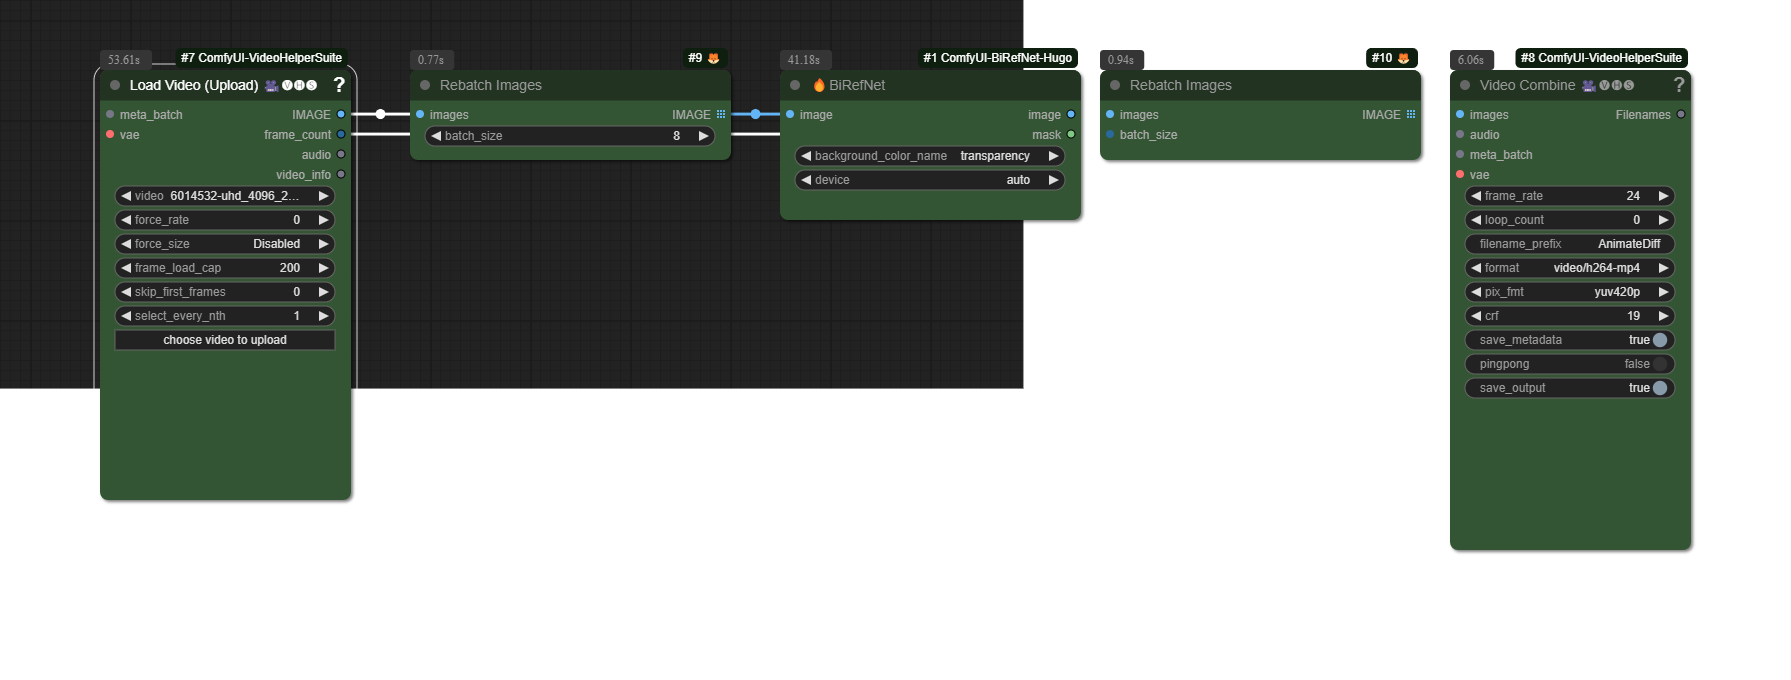 53.61s
#7 ComfyUI-VideoHelperSuite
Load Video (Upload) 🎥🅥🅗🅢 ?
meta_batch IMAGE
vae frame_count
audio
video_info
video 6014532-uhd_4096_2...
force_rate 0
force_size Disabled
frame_load_cap 200
skip_first_frames 0
select_every_nth 1
choose video to upload
0.77s
#9 🦊
Rebatch Images
images IMAGE
batch_size 8
41.18s
#1 ComfyUI-BiRefNet-Hugo
🔥BiRefNet
image image
mask
background_color_name transparency
device auto
0.94s
#10 🦊
Rebatch Images
images IMAGE
batch_size
6.06s
#8 ComfyUI-VideoHelperSuite
Video Combine 🎥🅥🅗🅢 ?
images Filenames
audio
meta_batch
vae
frame_rate 24
loop_count 0
filename_prefix AnimateDiff
format video/h264-mp4
pix_fmt yuv420p
crf 19
save_metadata true
pingpong false
save_output true